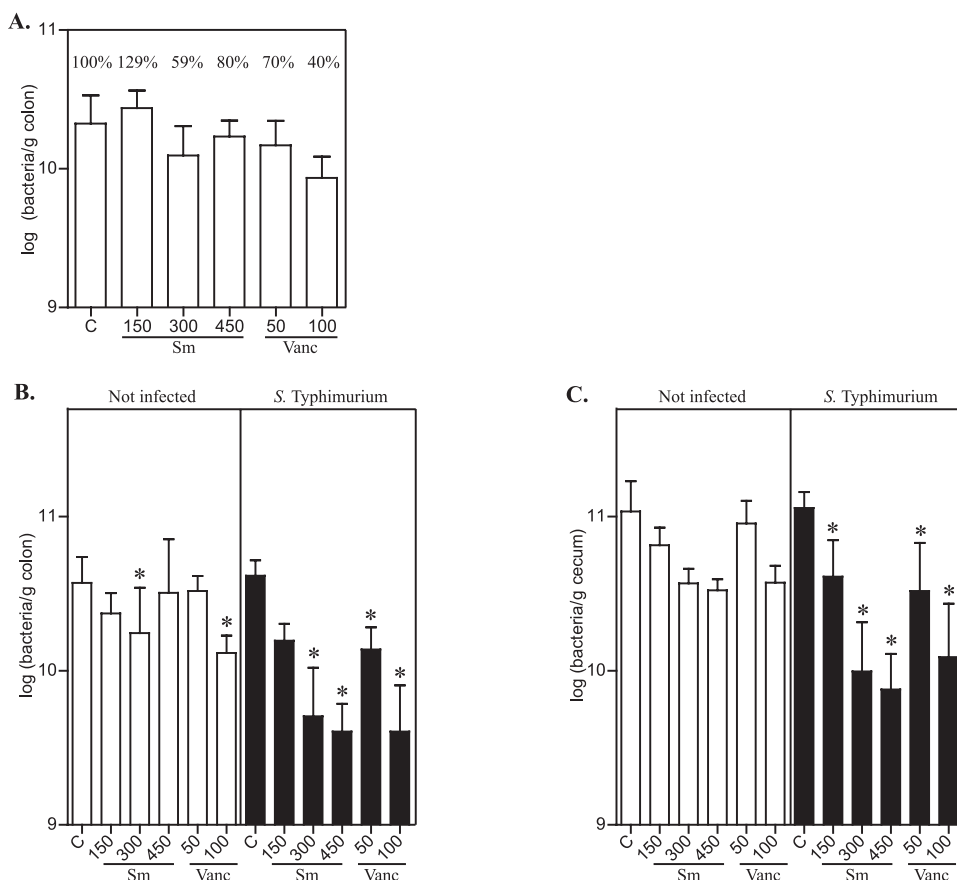 A.
11
100% 129% 59% 80% 70% 40%
log (bacteria/g colon)
10
9
C 150 300 450 50 100
Sm Vanc
B.
Not infected S. Typhimurium
11
* * * * * *
log (bacteria/g colon)
10
9
C 150 300 450 50 100 C 150 300 450 50 100
Sm Vanc Sm Vanc
C.
Not infected S. Typhimurium
11
* * * * *
log (bacteria/g cecum)
10
9
C 150 300 450 50 100 C 150 300 450 50 100
Sm Vanc Sm Vanc